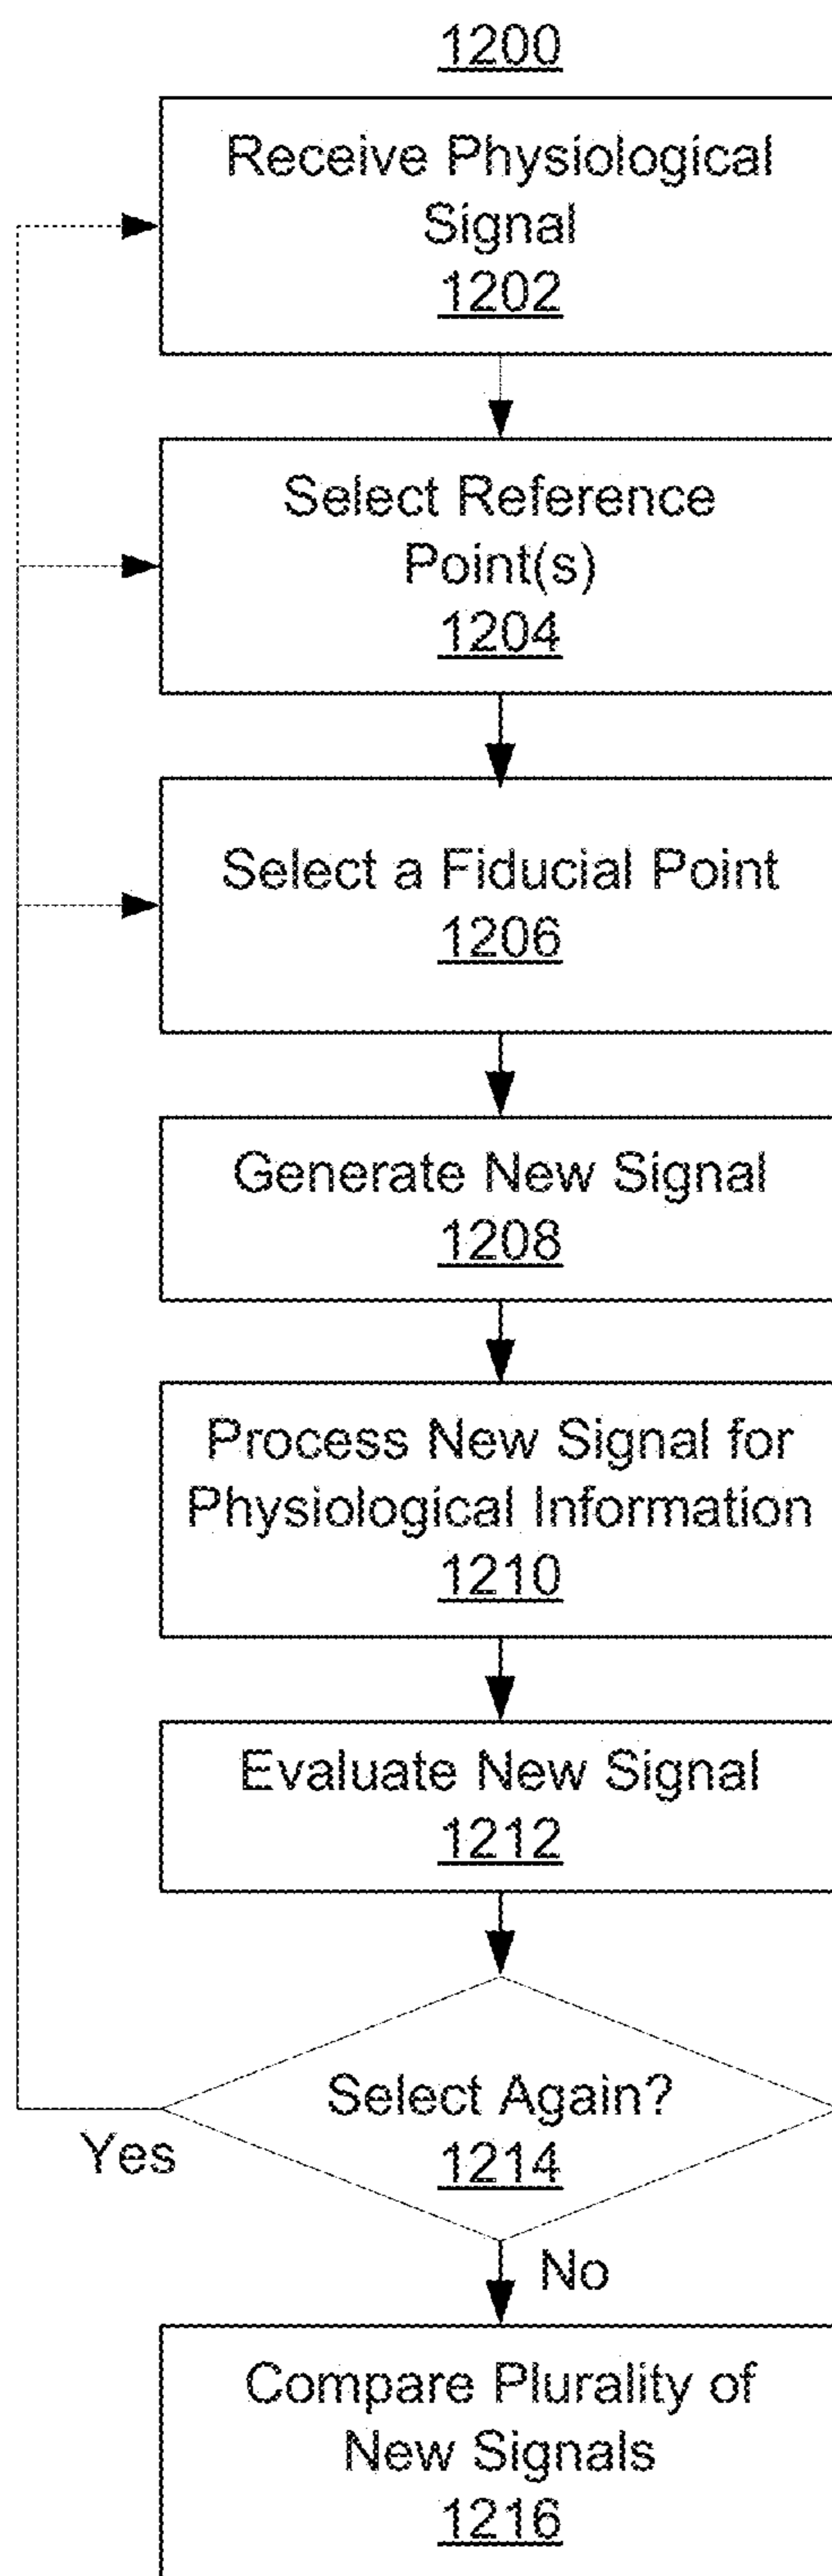 1200
Receive Physiological
Signal
1202
Select Reference
Point(s)
1204
Select a Fiducial Point
1206
Generate New Signal
1208
Process New Signal for
Physiological Information
1210
Evaluate New Signal
1212
Select Again?
1214
Yes
No
Compare Plurality of
New Signals
1216